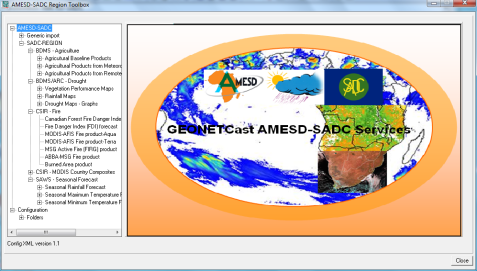 AMESD-SADC Region Toolbox
AMESD-SADC
Generic import
SADC-REGION
BDMS - Agriculture
Agricultural Baseline Products
Agricultural Products from Meteors
Agricultural Products from Remote
BDMS/ARC - Drought
Vegetation Performance Maps
Rainfall Maps
Drought Maps - Graphs
CSIR - Fire
Canadian Forest Fire Danger Inde
Fire Danger Index (FDI) forecast
MODIS-AFIS Fire product-Aqua
MODIS-AFIS Fire product-Terra
MSG Active Fire (FIRG) product
ABBA-MSG Fire product
Burned Area product
CSIR - MODIS Country Composites
SAWS - Seasonal Forecast
Seasonal Rainfall Forecast
Seasonal Maximum Temperature F
Seasonal Minimum Temperature F
Configuration
Folders
AMESD
SADC
GEONETCast AMESD-SADC Services
Config XML version 1.1
Close